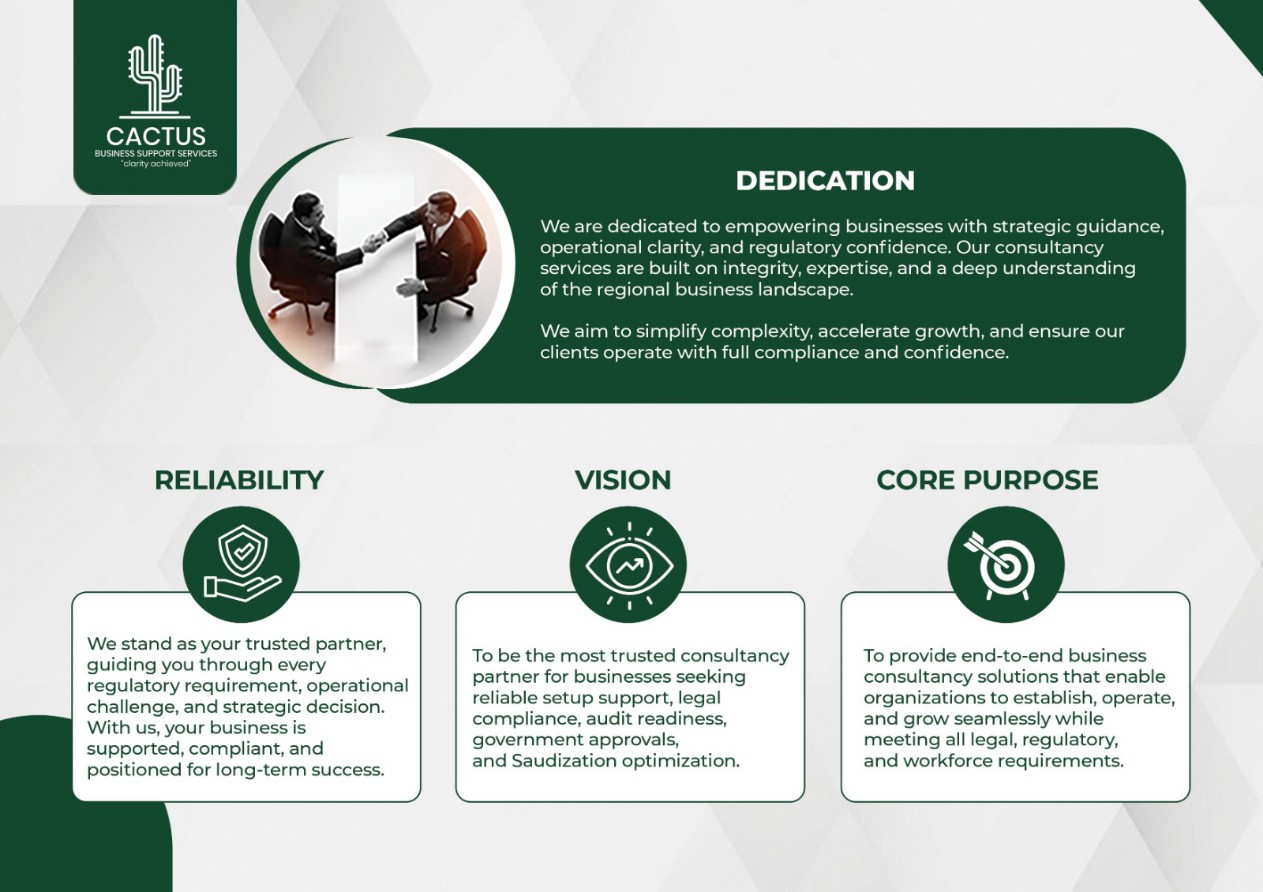 CACTUS
BUSINESS SUPPORT SERVICES
"clarity achieved"
DEDICATION
We are dedicated to empowering businesses with strategic guidance,
operational clarity, and regulatory confidence. Our consultancy
services are built on integrity, expertise, and a deep understanding
of the regional business landscape.
We aim to simplify complexity, accelerate growth, and ensure our
clients operate with full compliance and confidence.
RELIABILITY
We stand as your trusted partner,
guiding you through every
regulatory requirement, operational
challenge, and strategic decision.
With us, your business is
supported, compliant, and
positioned for long-term success.
VISION
To be the most trusted consultancy
partner for businesses seeking
reliable setup support, legal
compliance, audit readiness,
government approvals,
and Saudization optimization.
CORE PURPOSE
To provide end-to-end business
consultancy solutions that enable
organizations to establish, operate,
and grow seamlessly while
meeting all legal, regulatory,
and workforce requirements.